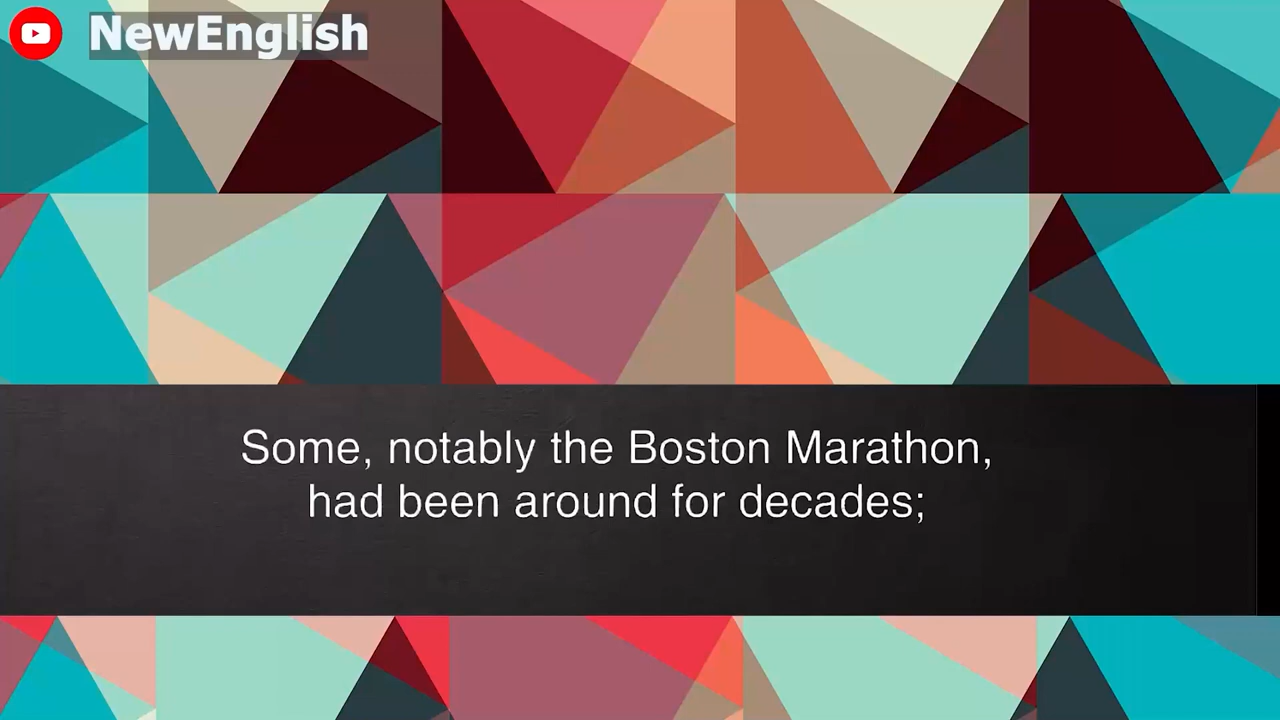 NewEnglish
Some, notably the Boston Marathon,
had been around for decades;